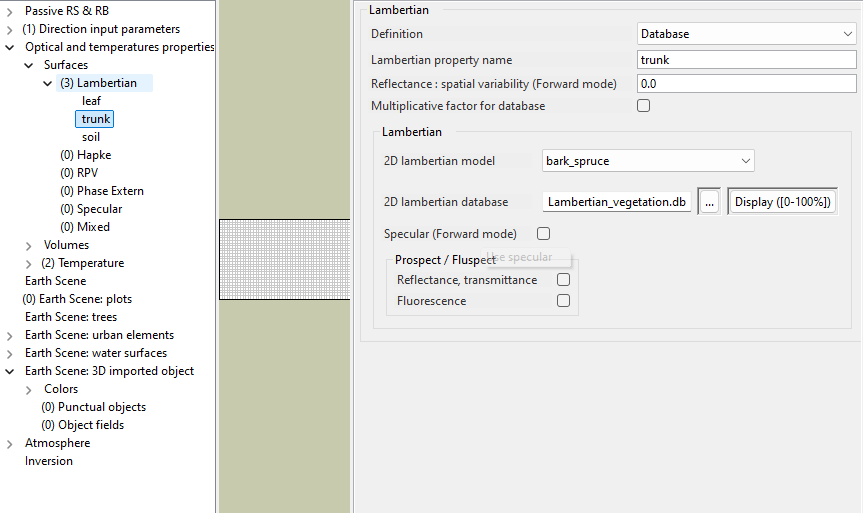 Passive RS & RB
(1) Direction input parameters
Optical and temperatures properties
Surfaces
(3) Lambertian
leaf
trunk
soil
(0) Hapke
(0) RPV
(0) Phase Extern
(0) Specular
(0) Mixed
Volumes
(2) Temperature
Earth Scene
(0) Earth Scene: plots
Earth Scene: trees
Earth Scene: urban elements
Earth Scene: water surfaces
Earth Scene: 3D imported object
Colors
(0) Punctual objects
(0) Object fields
Atmosphere
Inversion
Lambertian
Definition Database
Lambertian property name trunk
Reflectance : spatial variability (Forward mode) 0.0
Multiplicative factor for database
Lambertian
2D lambertian model bark_spruce
2D lambertian database Lambertian_vegetation.db ... Display ([0-100%])
Specular (Forward mode)
Use specular
Prospect / Fluspect
Reflectance, transmittance
Fluorescence